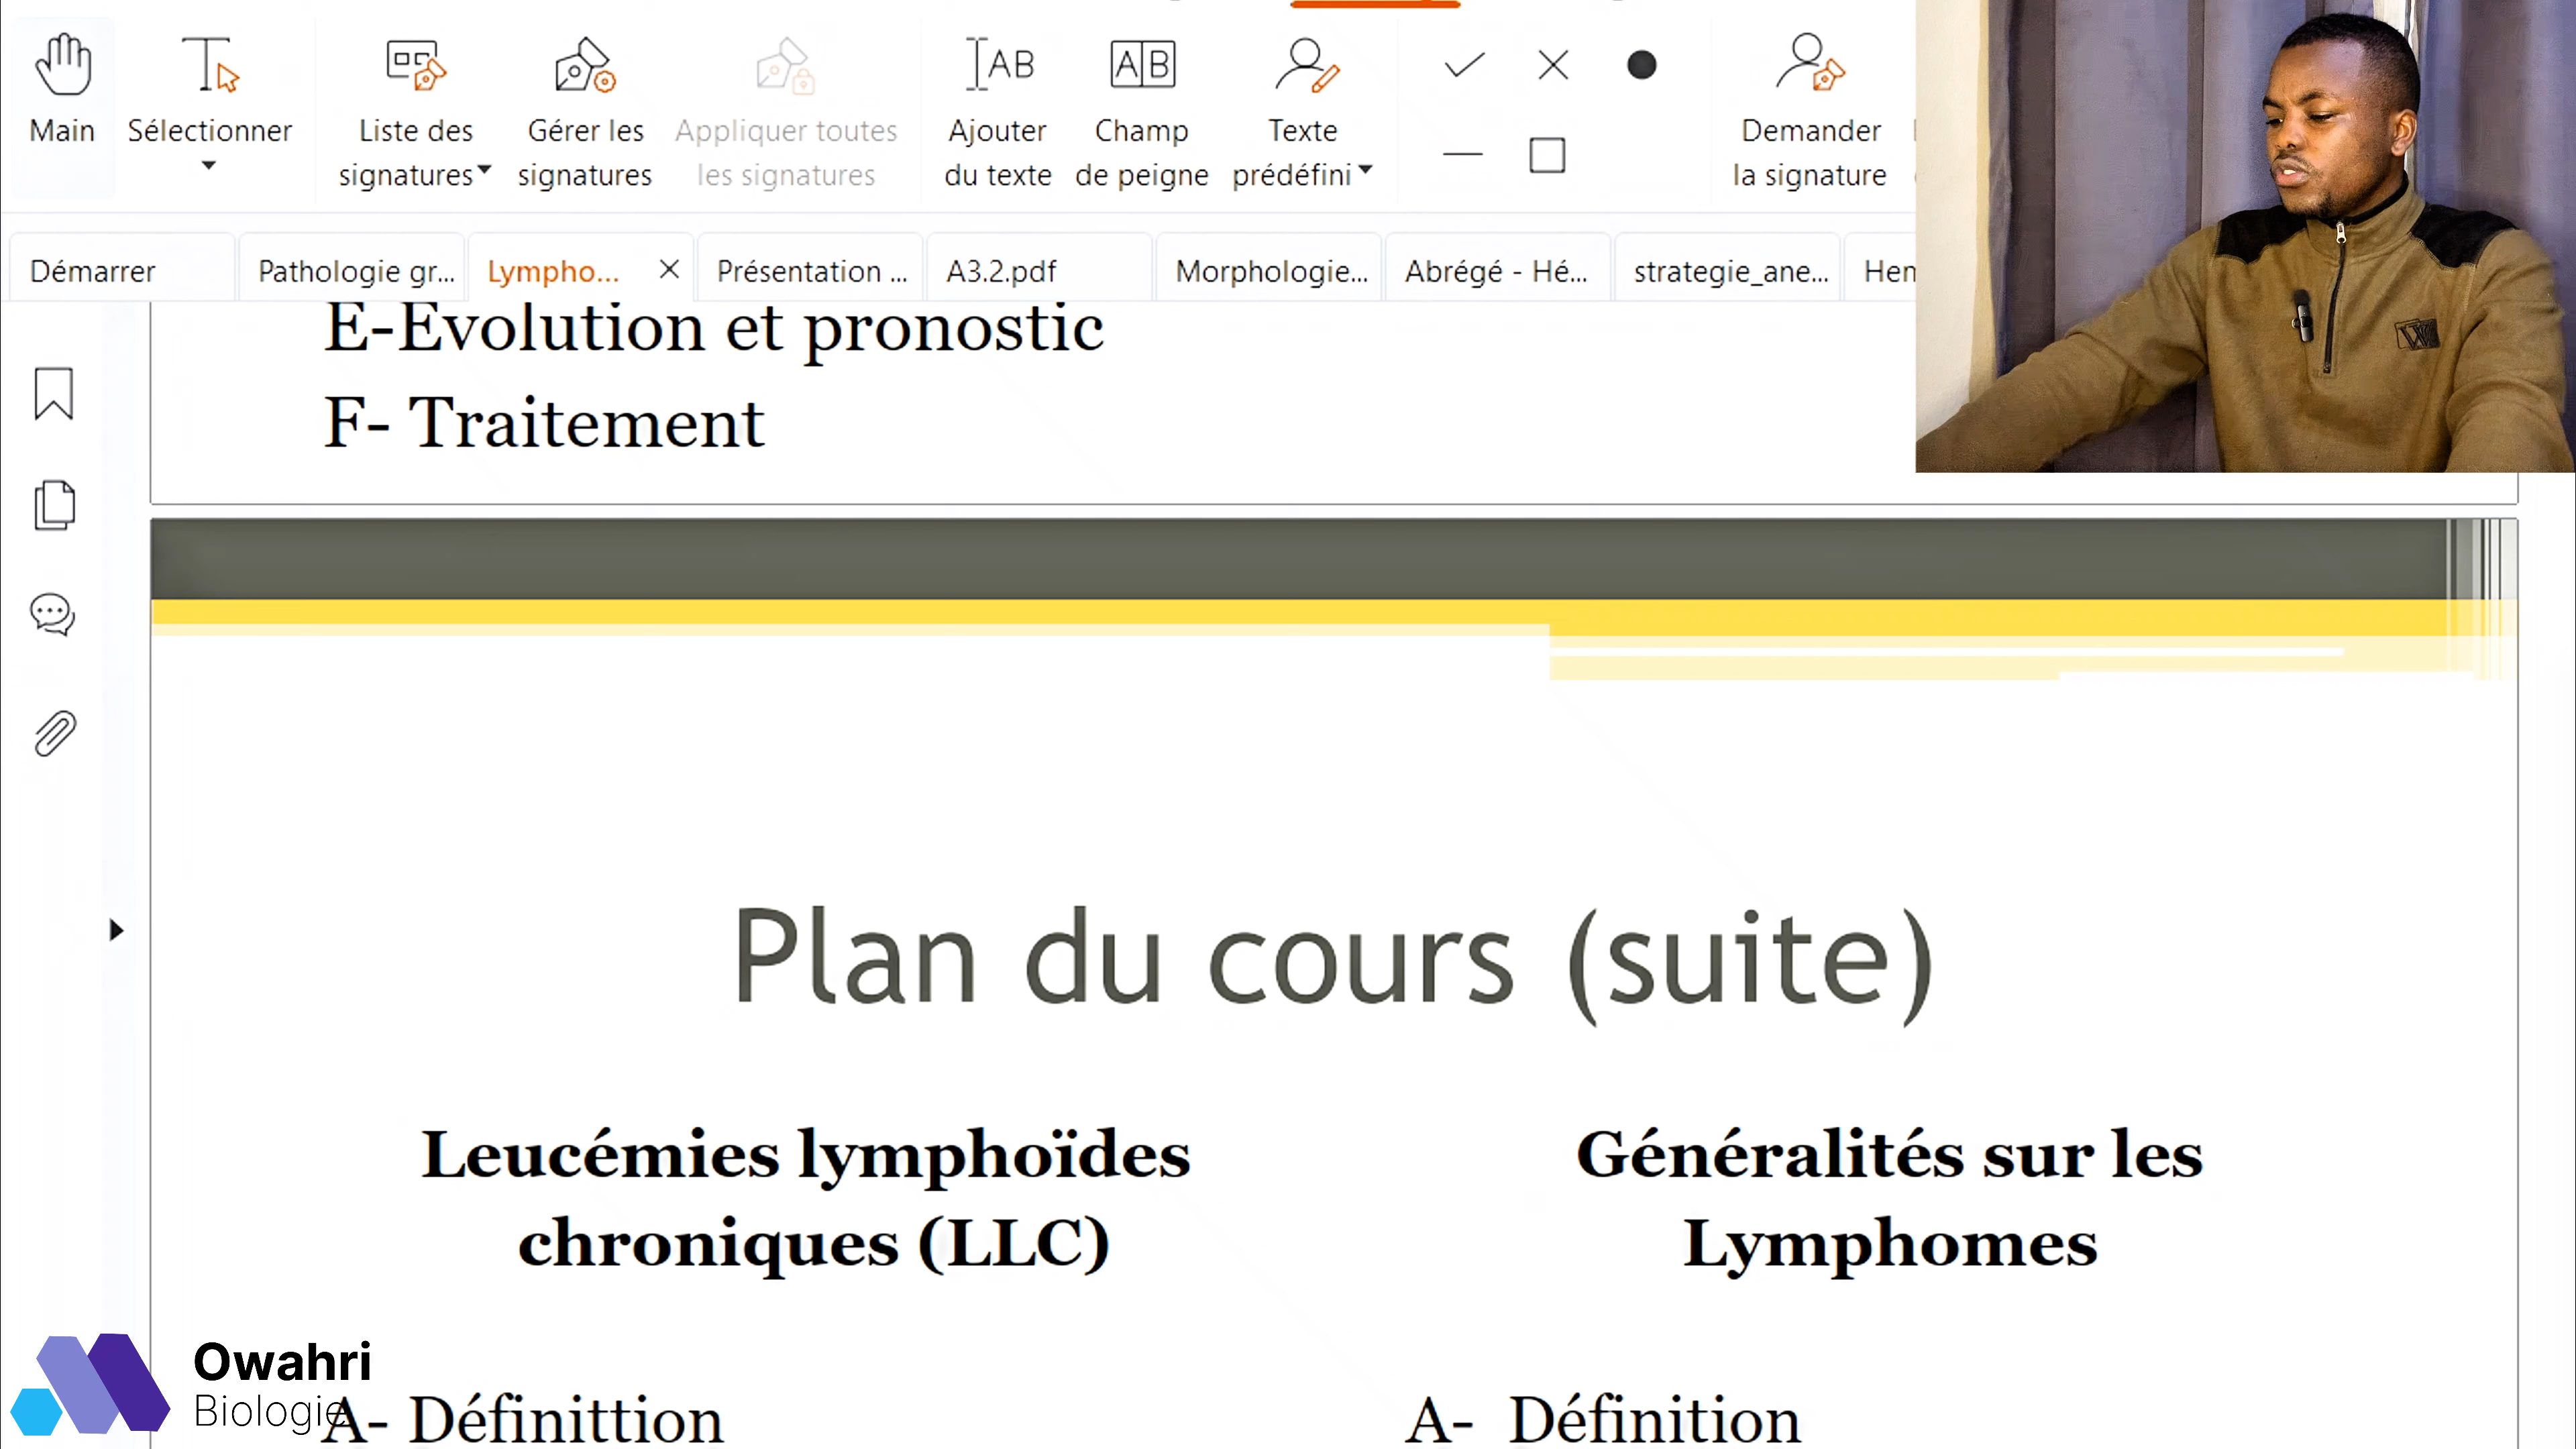 Main
Sélectionner
Liste des
signatures
Gérer les
signatures
Appliquer toutes
les signatures
AB
Ajouter
du texte
AB
Champ
de peigne
Texte
prédéfini
Demander
la signature
Démarrer
Pathologie gr...
Lympho...
Présentation ...
A3.2.pdf
Morphologie...
Abrégé - Hé...
strategie_ane...
Hen
E-Evolution et pronostic
F- Traitement
Plan du cours (suite)
Leucémies lymphoïdes
chroniques (LLC)
A- Définittion
Généralités sur les
Lymphomes
A- Définition
Owahri
Biologie